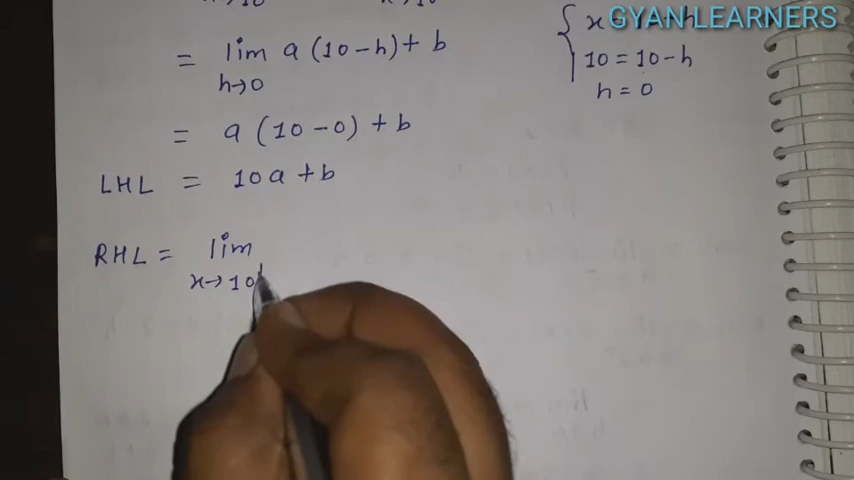 GYAN LEARNERS
= lim a (10-h) + b
h→0
10 = 10-h
h = 0
= a (10-0) + b
LHL = 10a + b
RHL = lim
x→10